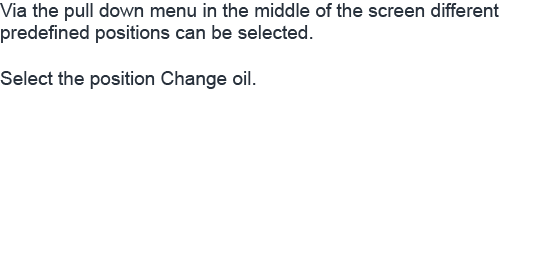 Via the pull down menu in the middle of the screen different
predefined positions can be selected.
Select the position Change oil.